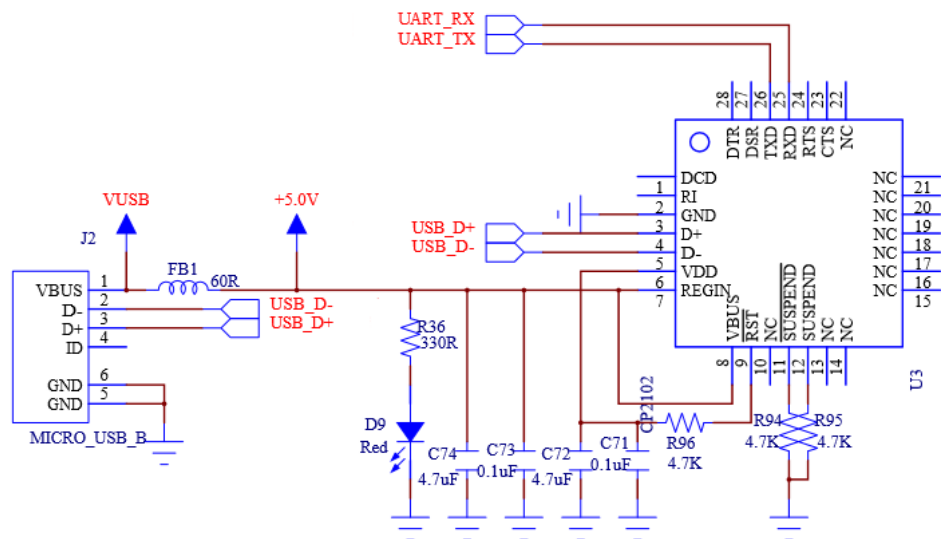 UART_RX
UART_TX
28
27
26
25
24
23
22
DTR
DSR
TXD
RXD
RTS
CTS
NC
DCD
RI
GND
D+
D-
VDD
REGIN
1
2
3
4
5
6
7
USB_D+
USB_D-
NC
NC
NC
NC
NC
NC
NC
21
20
19
18
17
16
15
VBUS
RST
NC
SUSPEND
SUSPEND
NC
NC
8
9
10
11
12
13
14
U3
CP2102
VUSB
+5.0V
J2
FB1
60R
VBUS 1
D- 2
D+ 3
ID 4
GND 6
GND 5
MICRO_USB_B
USB_D-
USB_D+
R36
330R
D9
Red
C74
4.7uF
C73
0.1uF
C72
4.7uF
C71
0.1uF
R96
4.7K
R94
4.7K
R95
4.7K